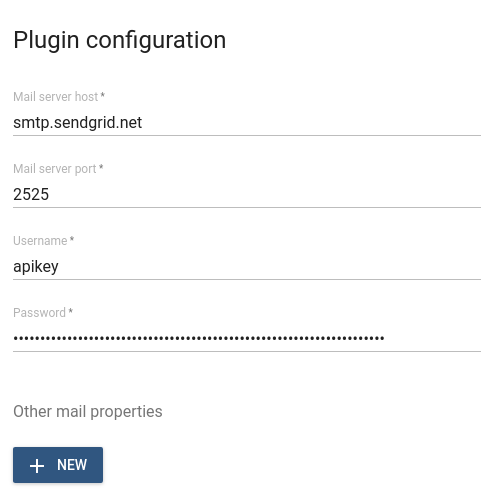 Plugin configuration
Mail server host *
smtp.sendgrid.net
Mail server port *
2525
Username *
apikey
Password *
•••••••••••••••••••••••••••••••••••••••••••••••••••••••••••••••••••••
Other mail properties
+ NEW